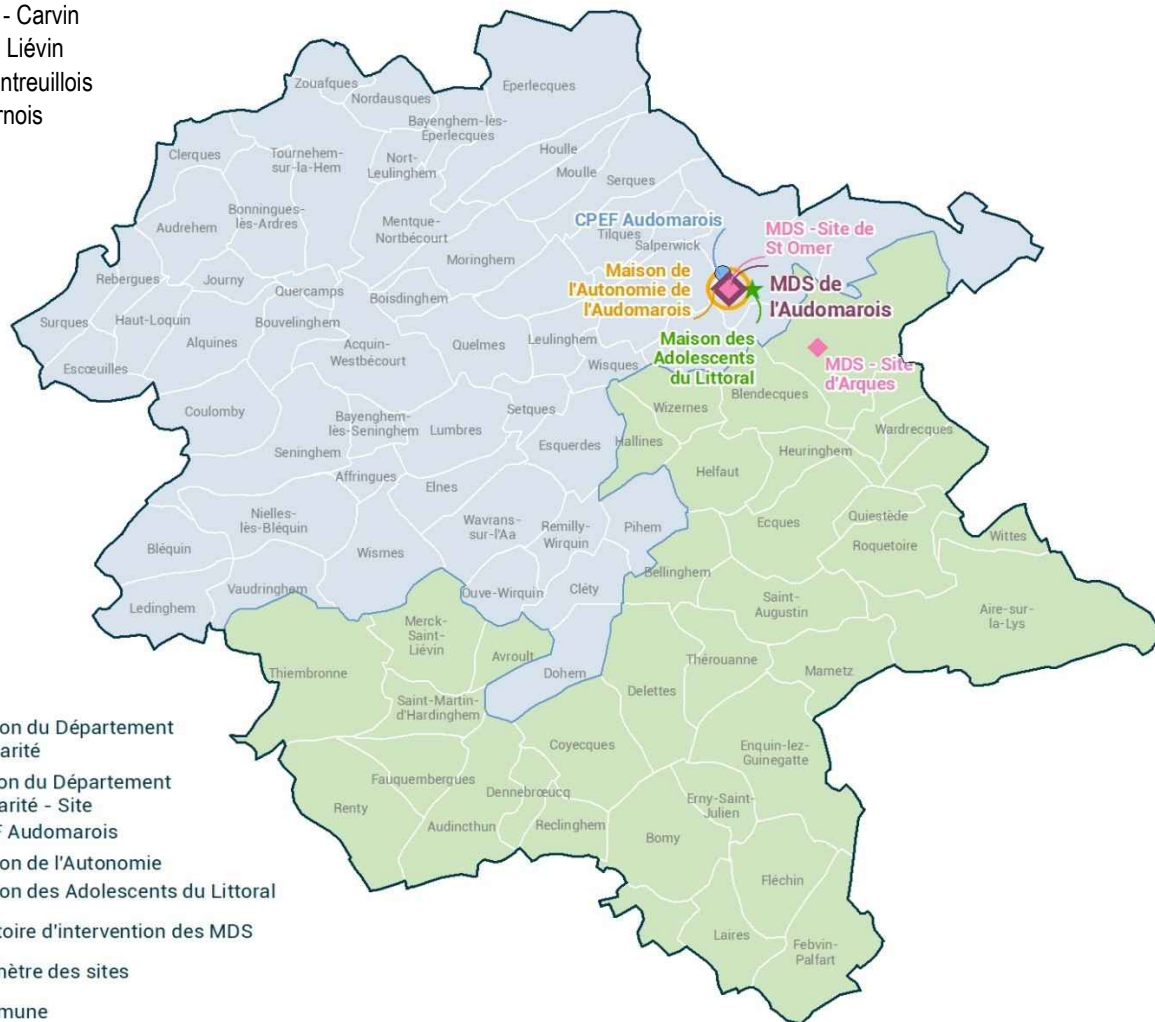 - Carvin
Liévin
ntreuillois
rnois
Zouafques
Nordausques
Éperlecques
Bayenghem-lès-
Éperlecques
Clerques
Tournehem-
sur-la-Hem
Nort-
Leulinghem
Houlle
Moulle
Serques
Audrehem
Bonningues-
lès-Ardres
Mentque-
Nortbécourt
CPEF Audomarois
Tilques
Salperwick
MDS -Site de
St Omer
Moringhem
Rebergues
Journy
Quercamps
Boisdinghem
Maison de
l'Autonomie de
l'Audomarois
MDS de
l'Audomarois
Surques
Haut-Loquin
Bouvelinghem
Alquines
Acquin-
Westbécourt
Quelmes
Leulinghem
Wisques
Maison des
Adolescents
du Littoral
MDS - Site
d'Arques
Escœuilles
Coulomby
Bayenghem-
lès-Seninghem
Lumbres
Setques
Wizernes
Blendecques
Seninghem
Esquerdes
Hallines
Wardrecques
Heuringhem
Affringues
Elnes
Helfaut
Nielles-
lès-Bléquin
Wavrans-
sur-l'Aa
Remilly-
Wirquin
Pihem
Ecques
Quiestède
Roquetoire
Wittes
Bléquin
Wismes
Bellinghem
Vaudringhem
Ouve-Wirquin
Cléty
Saint-
Augustin
Aire-sur-
la-Lys
Ledinghem
Merck-
Saint-
Liévin
Avroult
Thiembronne
Dohem
Thérouanne
Mametz
Delettes
Saint-Martin-
d'Hardinghem
Coyecques
Enquin-lez-
Guinegatte
Fauquembergues
Dennebrœucq
Erny-Saint-
Julien
Renty
Audincthun
Reclinghem
Bomy
Fléchin
Laires
Febvin-
Palfart
on du Département
arité
on du Département
arité - Site
F Audomarois
on de l'Autonomie
on des Adolescents du Littoral
toire d'intervention des MDS
nètre des sites
mune